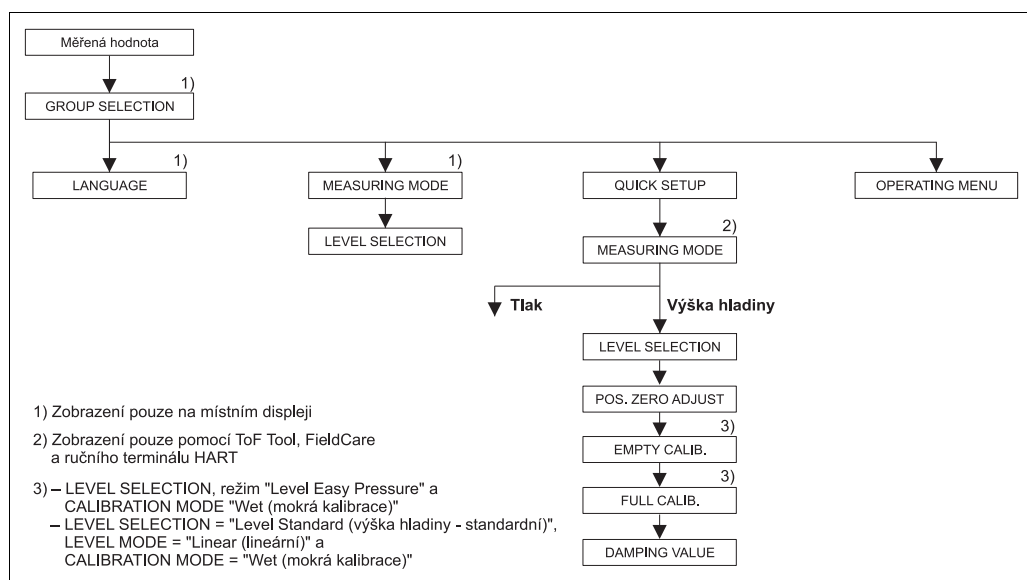 Měřená hodnota
1)
GROUP SELECTION
1)
LANGUAGE
1)
MEASURING MODE
QUICK SETUP
OPERATING MENU
LEVEL SELECTION
2)
MEASURING MODE
Tlak
Výška hladiny
LEVEL SELECTION
POS. ZERO ADJUST
3)
EMPTY CALIB.
3)
FULL CALIB.
DAMPING VALUE
1) Zobrazení pouze na místním displeji
2) Zobrazení pouze pomocí ToF Tool, FieldCare
a ručního terminálu HART
3) – LEVEL SELECTION, režim "Level Easy Pressure" a
CALIBRATION MODE "Wet (mokrá kalibrace)"
– LEVEL SELECTION = "Level Standard (výška hladiny - standardní)",
LEVEL MODE = "Linear (lineární)" a
CALIBRATION MODE = "Wet (mokrá kalibrace)"